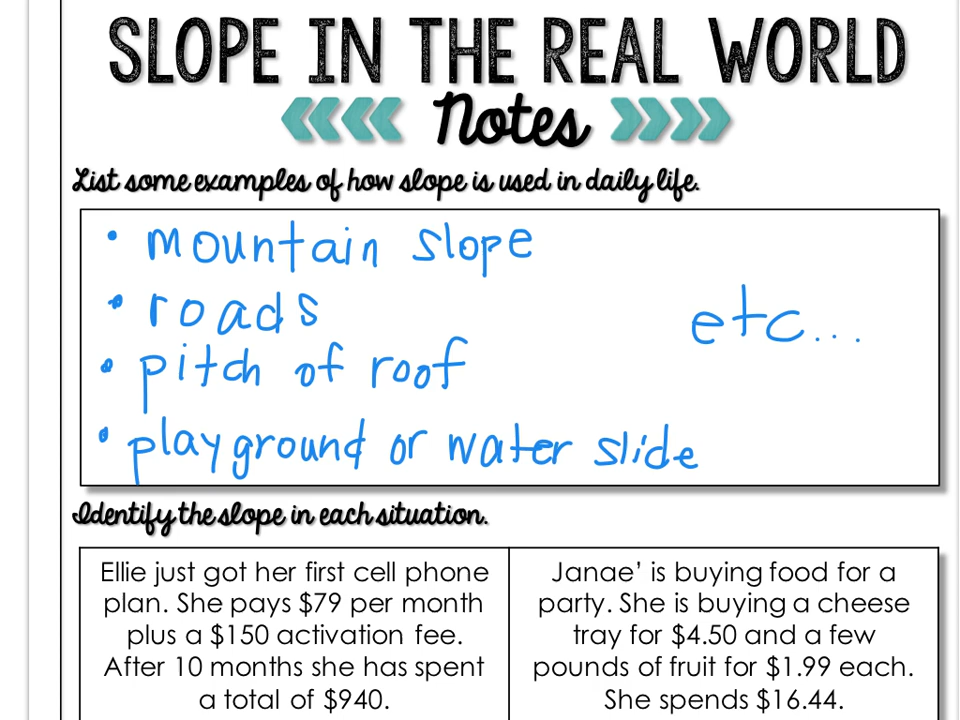 SLOPE IN THE REAL WORLD
Notes
List some examples of how slope is used in daily life.
• mountain slope
• roads
etc...
• pitch of roof
• playground or water slide
Identify the slope in each situation.
Ellie just got her first cell phone
plan. She pays $79 per month
plus a $150 activation fee.
After 10 months she has spent
a total of $940.
Janae’ is buying food for a
party. She is buying a cheese
tray for $4.50 and a few
pounds of fruit for $1.99 each.
She spends $16.44.